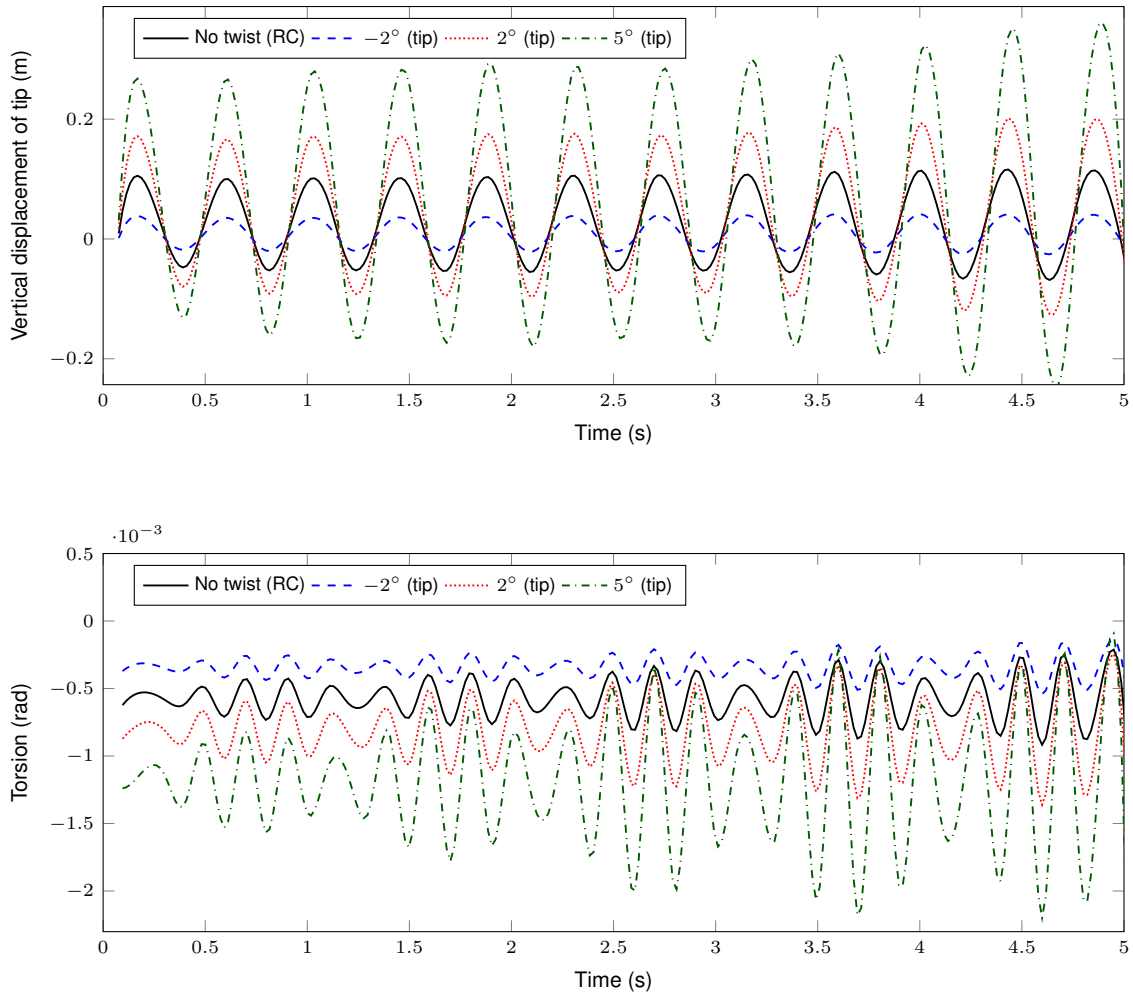 No twist (RC) −2° (tip) 2° (tip) 5° (tip)
Vertical displacement of tip (m)
0.2
0
−0.2
0 0.5 1 1.5 2 2.5 3 3.5 4 4.5 5
Time (s)
·10−3
No twist (RC) −2° (tip) 2° (tip) 5° (tip)
Torsion (rad)
0.5
0
−0.5
−1
−1.5
−2
0 0.5 1 1.5 2 2.5 3 3.5 4 4.5 5
Time (s)